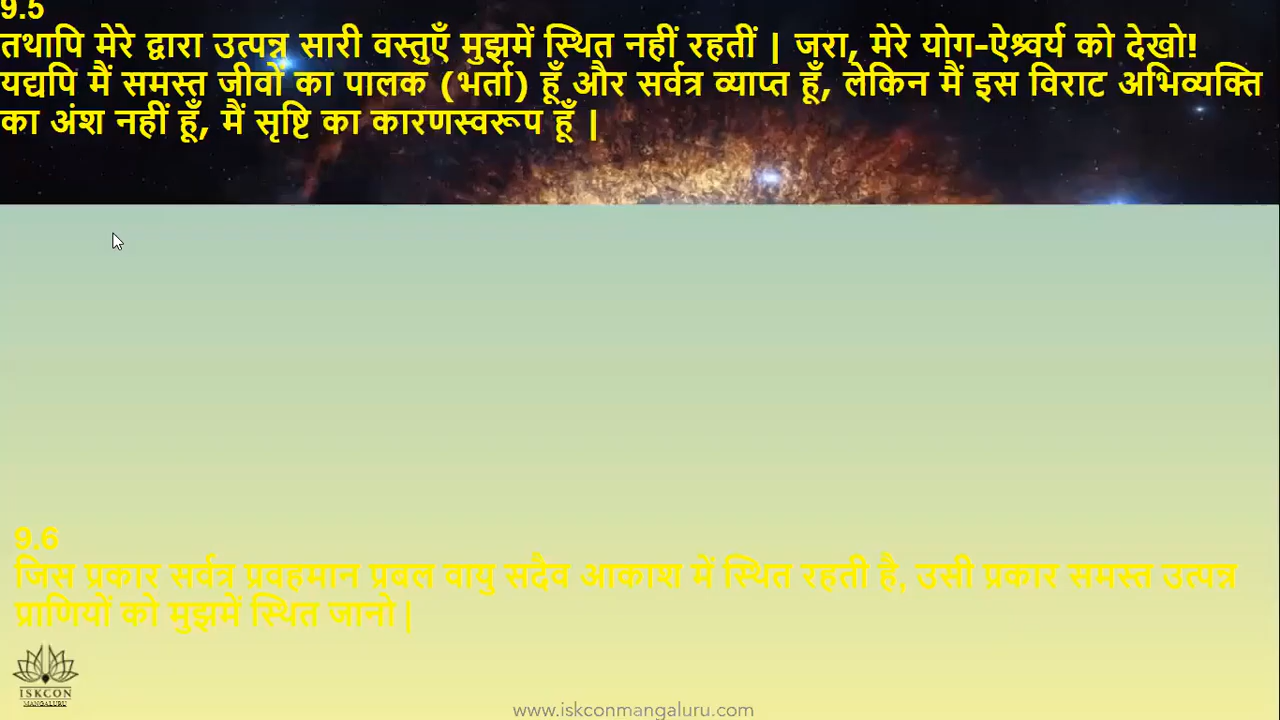 9.5
तथापि मेरे द्वारा उत्पन्न सारी वस्तुएँ मुझमें स्थित नहीं रहतीं | जरा, मेरे योग-ऐश्र्वर्य को देखो!
यद्यपि मैं समस्त जीवों का पालक (भर्ता) हूँ और सर्वत्र व्याप्त हूँ, लेकिन मैं इस विराट अभिव्यक्ति
का अंश नहीं हूँ, मैं सृष्टि का कारणस्वरूप हूँ |
9.6
जिस प्रकार सर्वत्र प्रवहमान प्रबल वायु सदैव आकाश में स्थित रहती है, उसी प्रकार समस्त उत्पन्न
प्राणियों को मुझमें स्थित जानो |
ISKCON
MANGALURU
www.iskconmangaluru.com